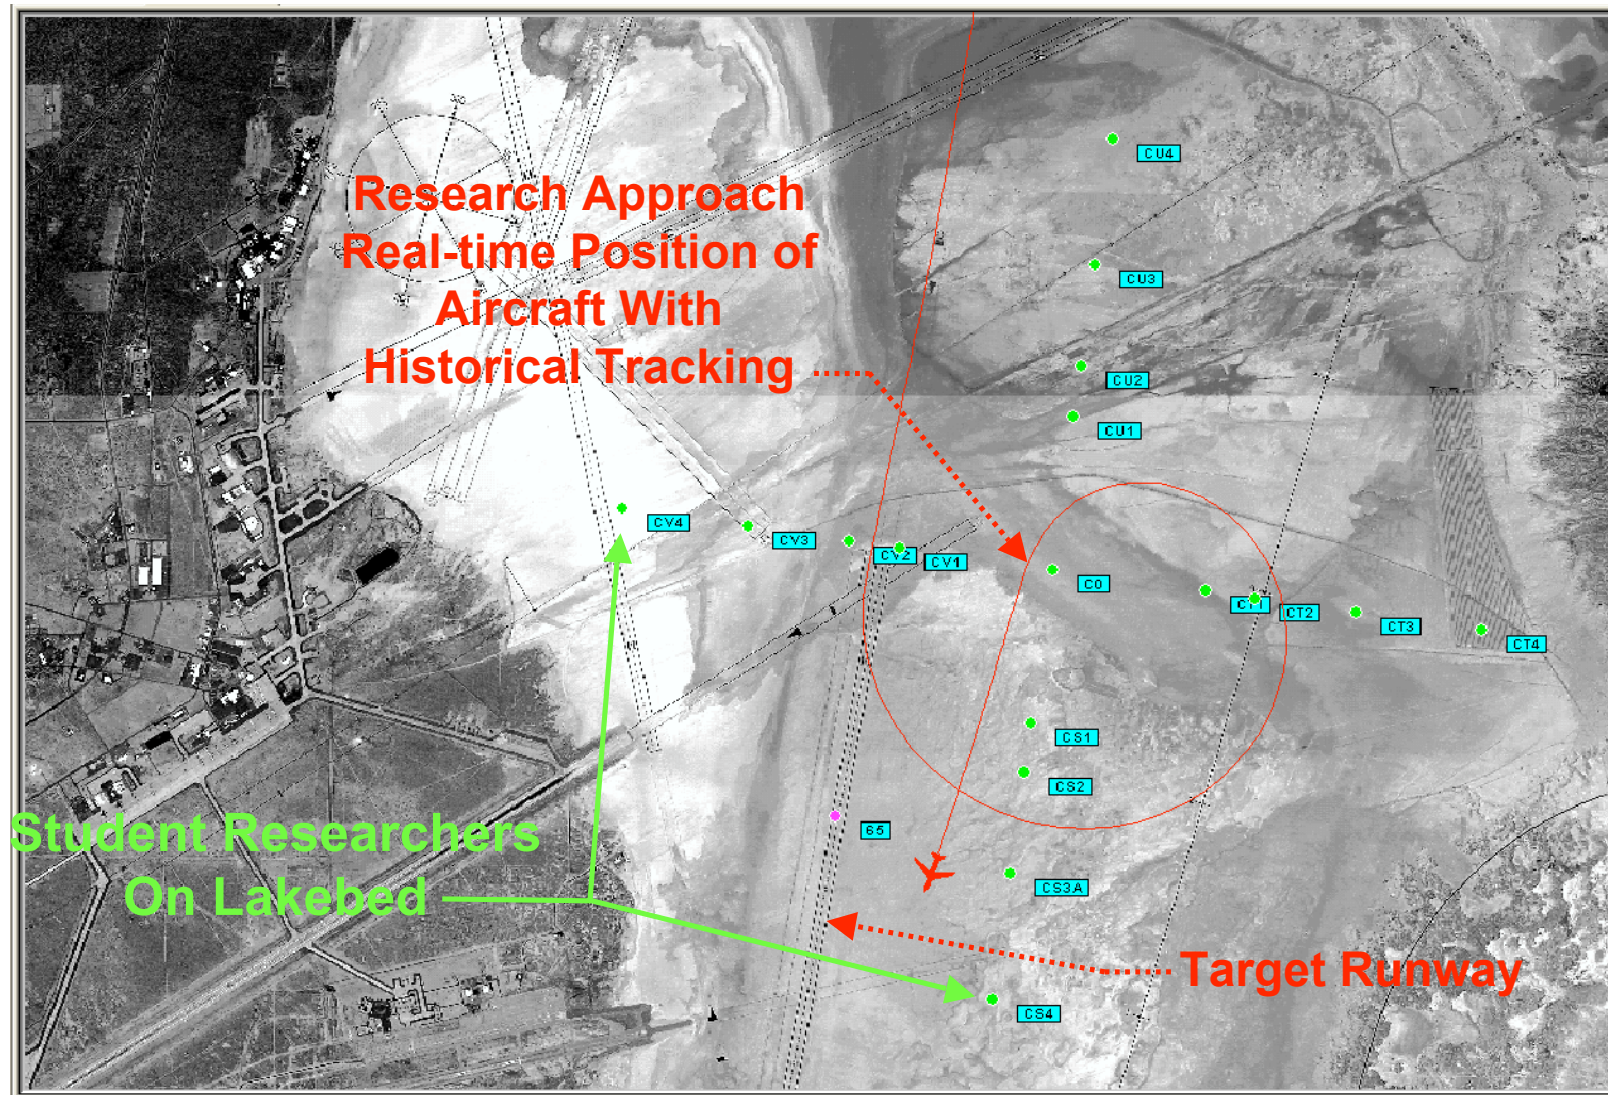 CU4
Research Approach
Real-time Position of
Aircraft With
Historical Tracking
CU3
CU2
CU1
CV4
CV3
CV2
CV1
C0
CT1
CT2
CT3
CT4
CS1
CS2
65
Student Researchers
On Lakebed
CS3A
Target Runway
CS4